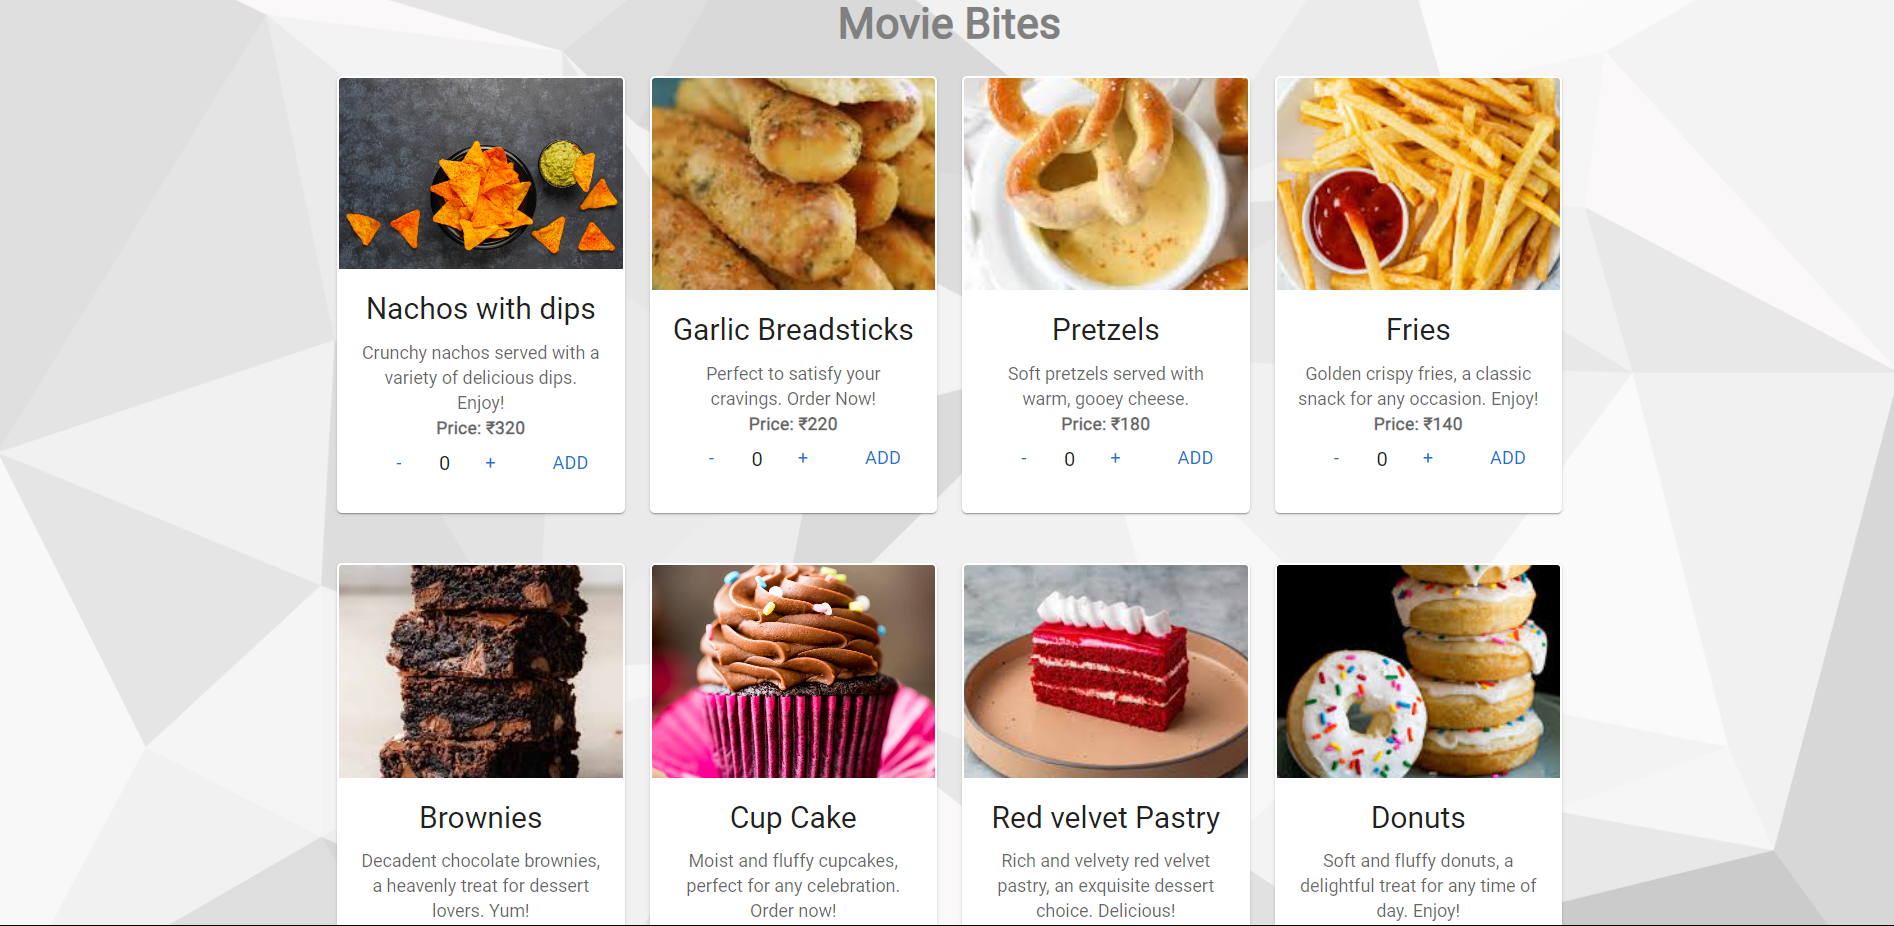 Movie Bites
Nachos with dips
Crunchy nachos served with a
variety of delicious dips.
Enjoy!
Price: ₹320
- 0 + ADD
Garlic Breadsticks
Perfect to satisfy your
cravings. Order Now!
Price: ₹220
- 0 + ADD
Pretzels
Soft pretzels served with
warm, gooey cheese.
Price: ₹180
- 0 + ADD
Fries
Golden crispy fries, a classic
snack for any occasion. Enjoy!
Price: ₹140
- 0 + ADD
Brownies
Decadent chocolate brownies,
a heavenly treat for dessert
lovers. Yum!
Cup Cake
Moist and fluffy cupcakes,
perfect for any celebration.
Order now!
Red velvet Pastry
Rich and velvety red velvet
pastry, an exquisite dessert
choice. Delicious!
Donuts
Soft and fluffy donuts, a
delightful treat for any time of
day. Enjoy!